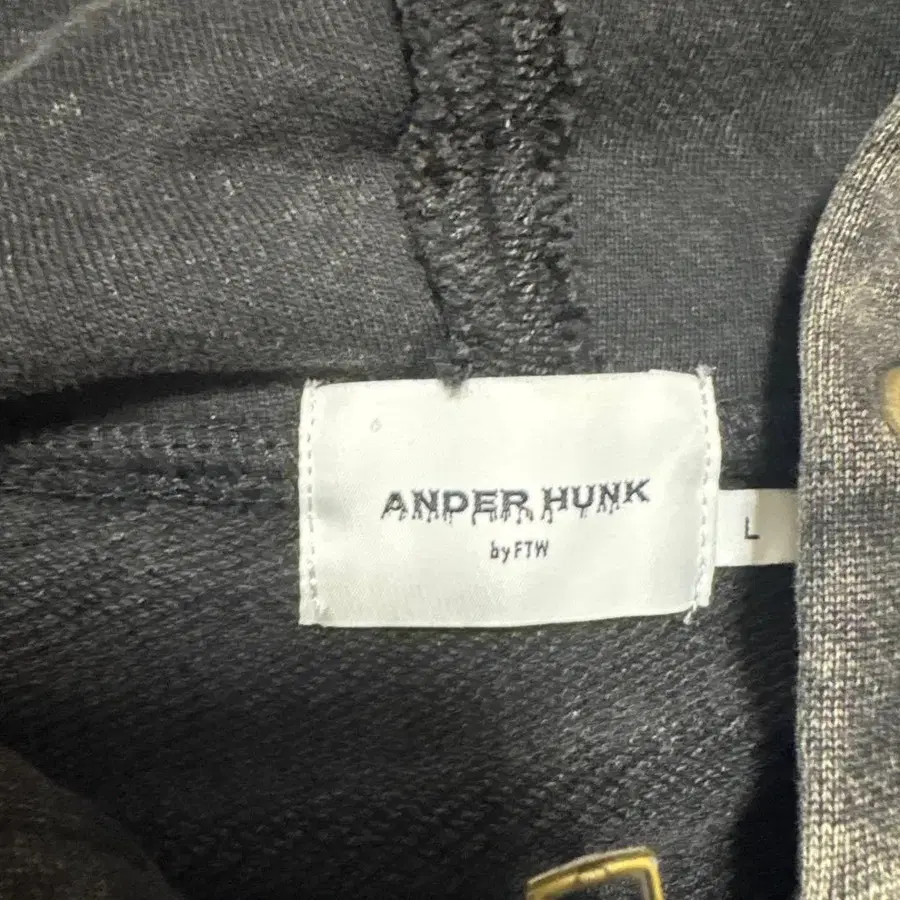 ANDER HUNK
by FTW
L